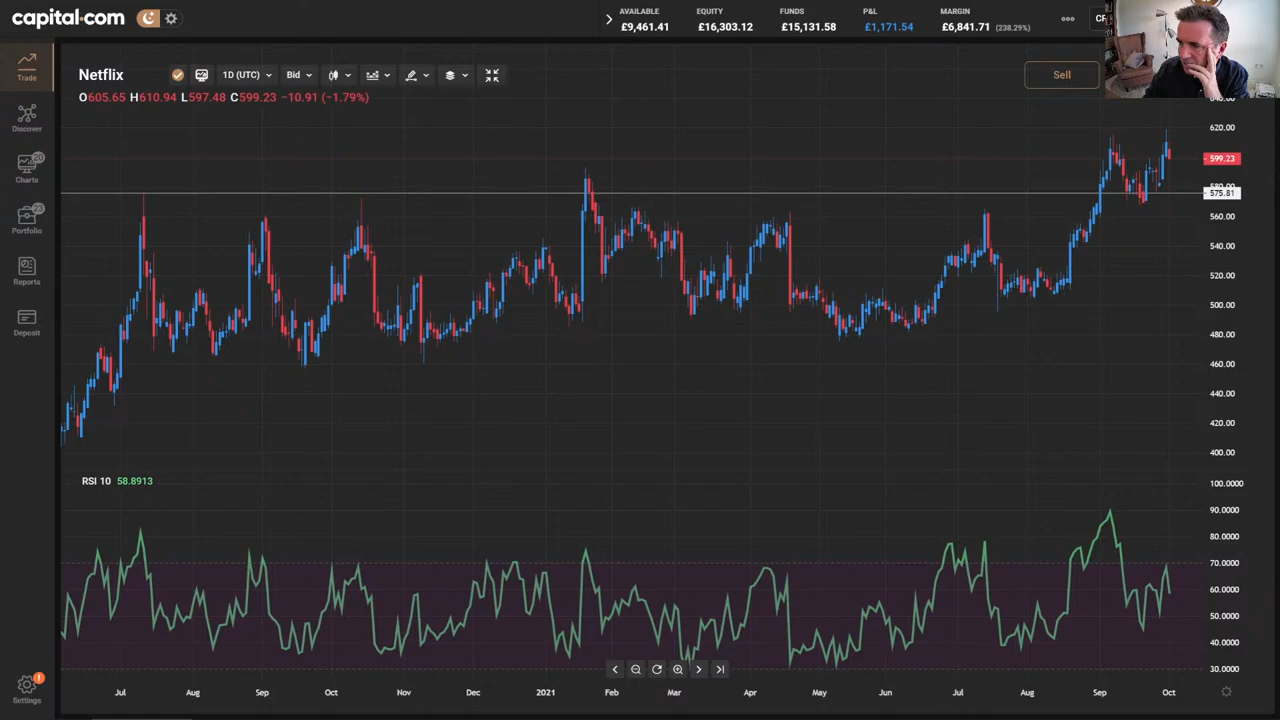 capital.com
AVAILABLE EQUITY FUNDS P&L MARGIN
£9,461.41 £16,303.12 £15,131.58 £1,171.54 £6,841.71 (238.29%)
Trade
Discover
20
Charts
23
Portfolio
Reports
Deposit
Settings
Netflix 1D (UTC) Bid
O605.65 H610.94 L597.48 C599.23 −10.91 (−1.79%)
Sell
620.00
599.23
575.81
560.00
540.00
520.00
500.00
480.00
460.00
440.00
420.00
400.00
RSI 10 58.8913
100.0000
90.0000
80.0000
70.0000
60.0000
50.0000
40.0000
30.0000
Jul Aug Sep Oct Nov Dec 2021 Feb Mar Apr May Jun Jul Aug Sep Oct